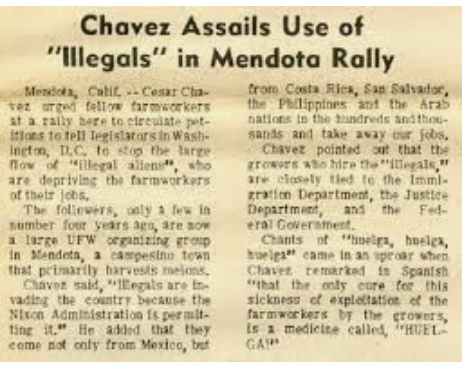 Chavez Assails Use of
"Illegals" in Mendota Rally
Mendota, Calif. -- Cesar Cha-
vez urged fellow farmworkers
at a rally here to circulate pet-
itions to tell legislators in Wash-
ington, D.C. to stop the large
flow of "illegal aliens", who
are depriving the farmworkers
of their jobs.
The followers, only a few in
number four years ago, are now
a large UFW organizing group
in Mendota, a campesino town
that primarily harvests melons.
Chavez said, "Illegals are in-
vading the country because the
Nixon Administration is permit-
ting it." He added that they
come not only from Mexico, but
from Costa Rica, San Salvador,
the Philippines and the Arab
nations in the hundreds and thou-
sands and take away our jobs.
Chavez pointed out that the
growers who hire the "illegals,"
are closely tied to the Immi-
gration Department, the Justice
Department, and the Fed-
eral Government.
Chants of "huelga, huelga,
huelga" came in an uproar when
Chavez remarked in Spanish
"that the only cure for this
sickness of exploitation of the
farmworkers by the growers,
is a medicine called, "HUEL-
GA!"